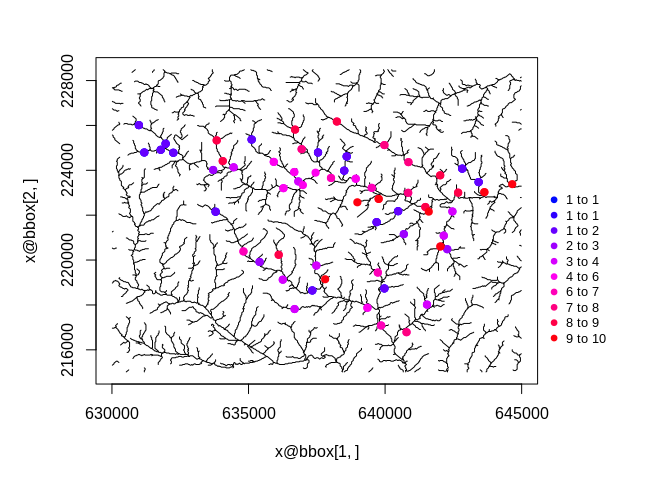 228000
224000
220000
216000
x@bbox[2, ]
630000 635000 640000 645000
x@bbox[1, ]
1 to 1
1 to 1
1 to 2
2 to 3
3 to 4
4 to 6
6 to 7
7 to 8
8 to 9
9 to 10